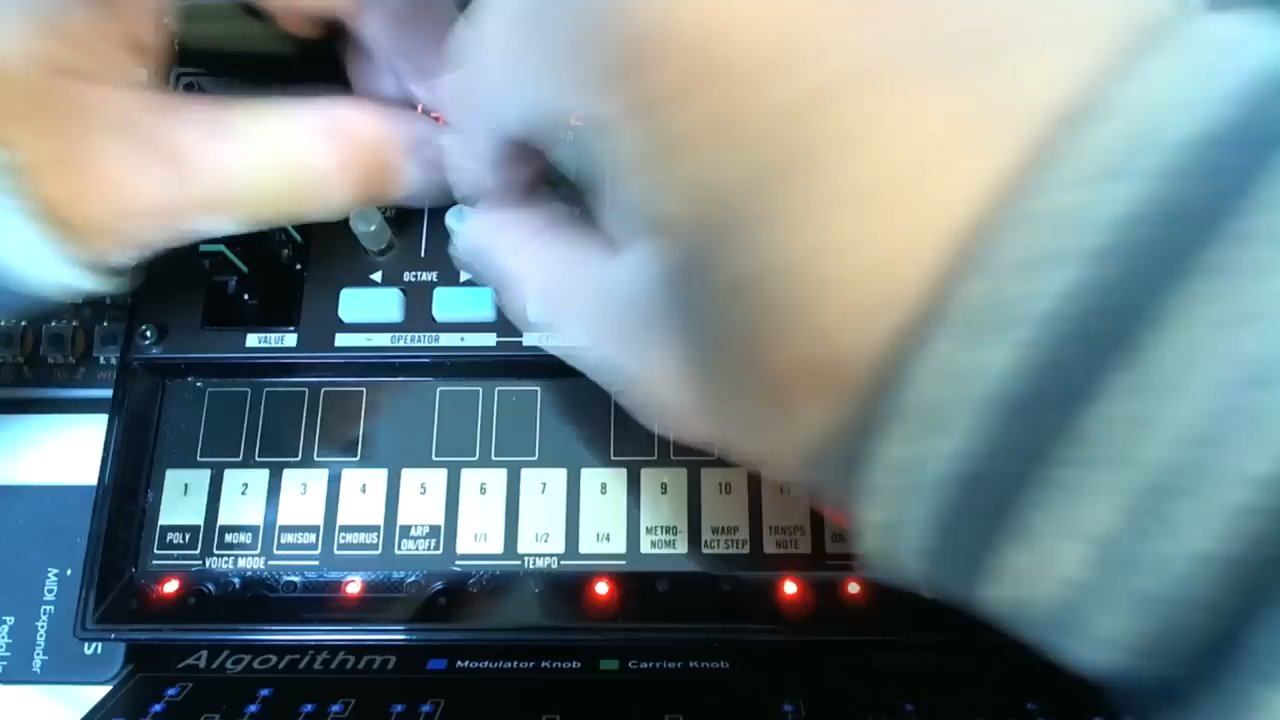 ◀ OCTAVE ▶
VALUE
- OPERATOR +
1 2 3 4 5 6 7 8 9 10 11
POLY MONO UNISON CHORUS ARP ON/OFF 1/1 1/2 1/4 METRO-NOME WARP ACT.STEP TRNSPS NOTE
VOICE MODE
TEMPO
MIDI Expander
Pedal
Algorithm Modulator Knob Carrier Knob